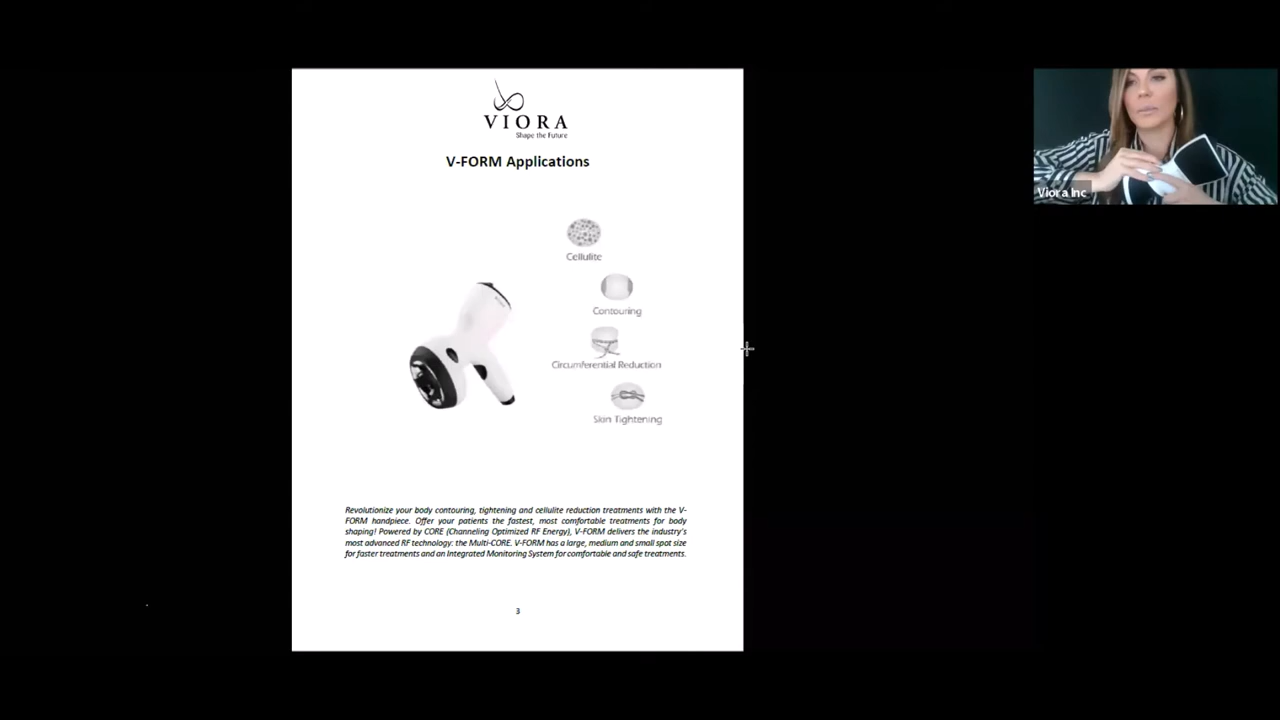 VIORA
Shape the Future
V-FORM Applications
Cellulite
Contouring
Circumferential Reduction
Skin Tightening
Revolutionize your body contouring, tightening and cellulite reduction treatments with the V-
FORM handpiece. Offer your patients the fastest, most comfortable treatments for body
shaping! Powered by CORE (Channeling Optimized RF Energy), V-FORM delivers the industry's
most advanced RF technology: the Multi-CORE. V-FORM has a large, medium and small spot size
for faster treatments and an Integrated Monitoring System for comfortable and safe treatments.
3
Viora Inc